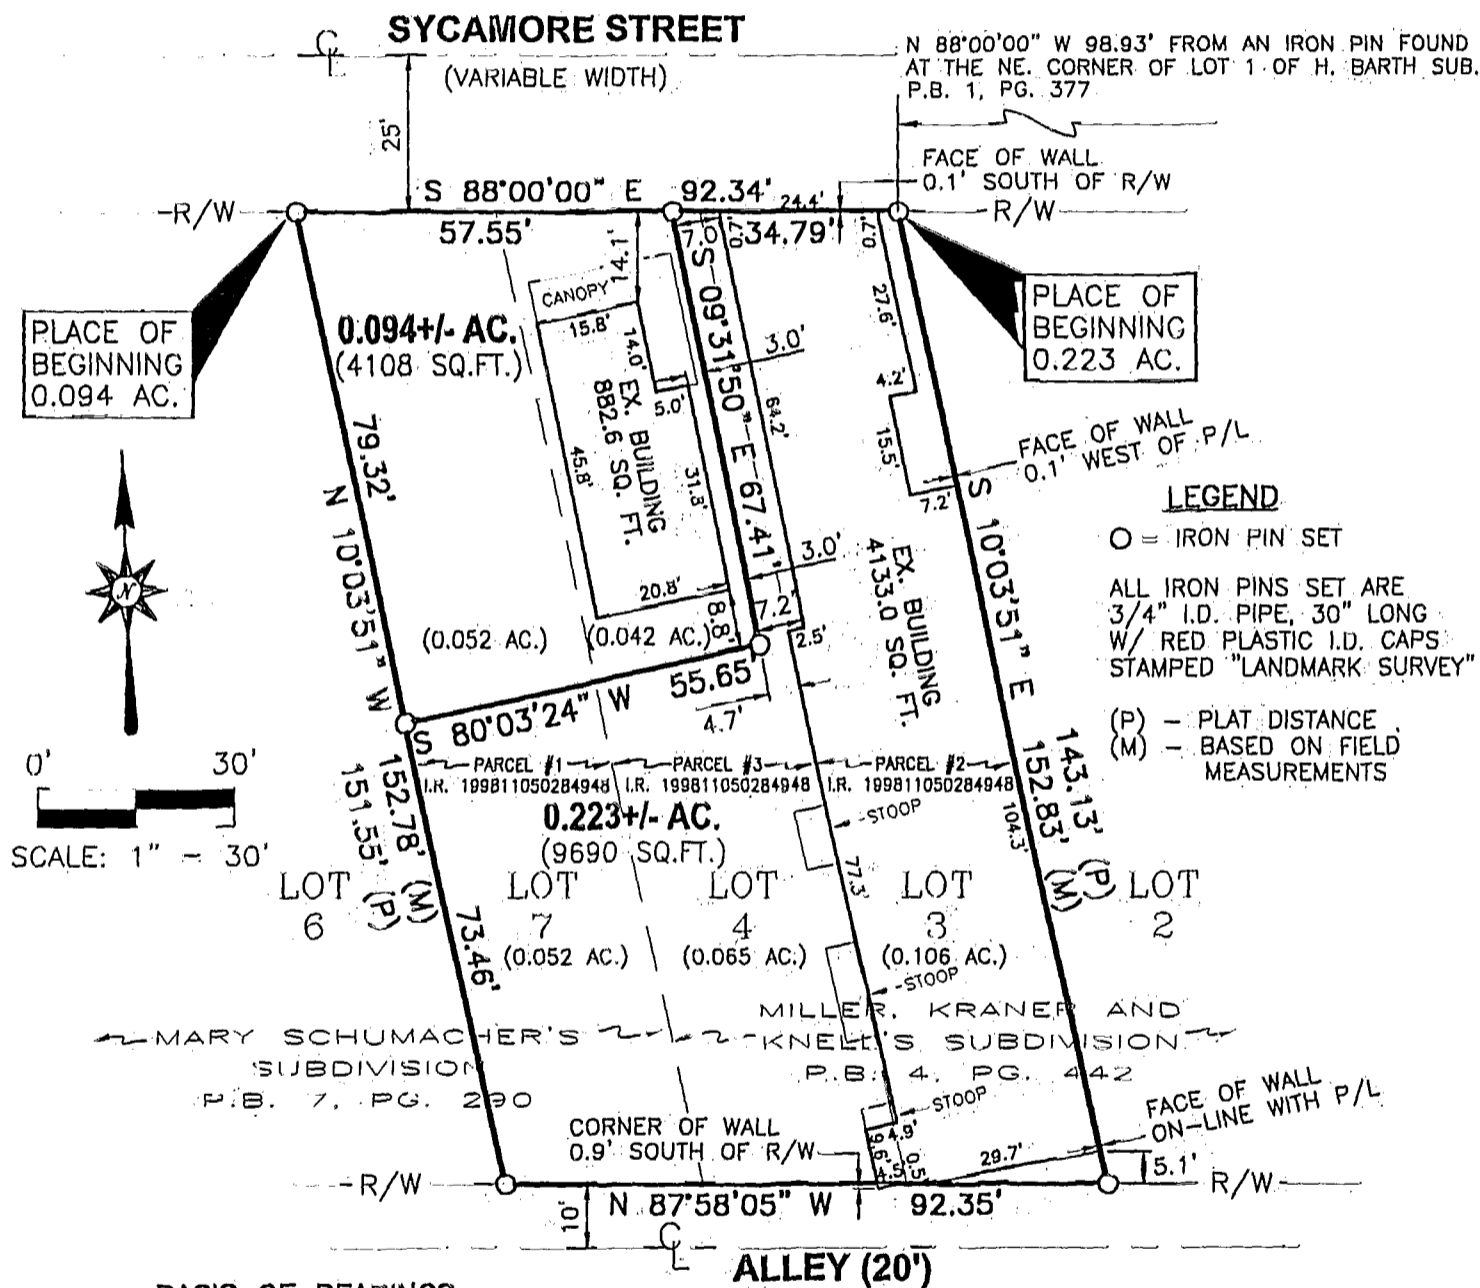 SYCAMORE STREET
(VARIABLE WIDTH)
N 88°00'00" W 98.93' FROM AN IRON PIN FOUND
AT THE NE. CORNER OF LOT 1 OF H. BARTH SUB.
P.B. 1, PG. 377
25'
FACE OF WALL
0.1' SOUTH OF R/W
R/W
S 88°00'00" E 92.34'
24.4'
R/W
57.55'
7.0'
0.7'
34.79'
0.7'
14.1'
CANOPY
PLACE OF
BEGINNING
0.094 AC.
0.094+/- AC.
(4108 SQ.FT.)
15.8'
14.0'
5.0'
EX. BUILDING
882.6 SQ. FT.
S 09°31'50" E 67.41'
3.0'
64.2'
27.6'
4.2'
15.5'
7.2'
PLACE OF
BEGINNING
0.223 AC.
FACE OF WALL
0.1' WEST OF P/L
79.32'
N 10°03'51" W
45.8'
31.8'
20.8'
8.8'
3.0'
7.2'
2.5'
EX. BUILDING
4133.0 SQ. FT.
S 10°03'51" E
LEGEND
O = IRON PIN SET
ALL IRON PINS SET ARE
3/4" I.D. PIPE, 30" LONG
W/ RED PLASTIC I.D. CAPS
STAMPED "LANDMARK SURVEY"
(P) - PLAT DISTANCE
(M) - BASED ON FIELD
MEASUREMENTS
N
(0.052 AC.)
(0.042 AC.)
S 80°03'24" W 55.65'
4.7'
0' 30'
SCALE: 1" = 30'
PARCEL #1
I.R. 199811050284948
PARCEL #3
I.R. 199811050284948
PARCEL #2
I.R. 199811050284948
0.223+/- AC.
(9690 SQ.FT.)
152.78' (M)
151.55' (P)
73.46'
STOOP
77.3'
104.3'
143.13' (P)
152.83' (M)
LOT
6
LOT
7
LOT
4
LOT
3
LOT
2
(0.052 AC.)
(0.065 AC.)
(0.106 AC.)
STOOP
MARY SCHUMACHER'S
SUBDIVISION
P.B. 7, PG. 290
MILLER, KRANER AND
KNELL'S SUBDIVISION
P.B. 4, PG. 442
STOOP
CORNER OF WALL
0.9' SOUTH OF R/W
4.9'
9.6'
4.5'
0.5'
29.7'
FACE OF WALL
ON-LINE WITH P/L
5.1'
R/W
N 87°58'05" W 92.35'
R/W
10'
ALLEY (20')
BASIS OF BEARINGS